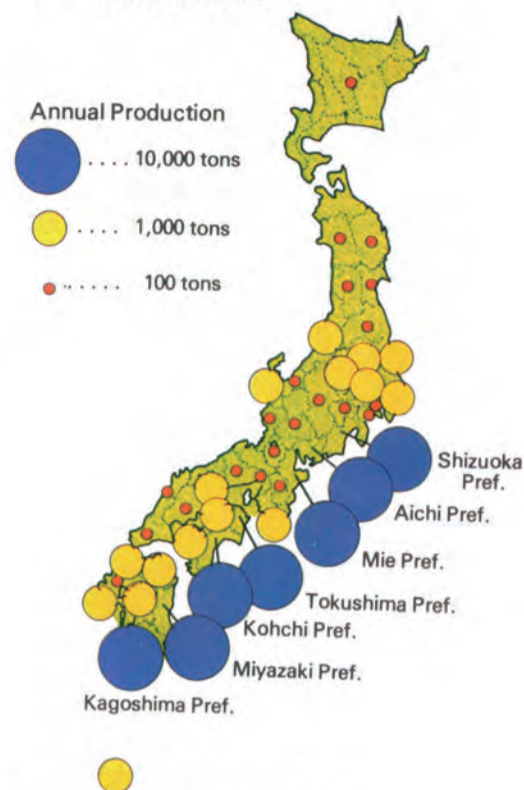 Annual Production
.... 10,000 tons
.... 1,000 tons
...... 100 tons
Shizuoka
Pref.
Aichi Pref.
Mie Pref.
Tokushima Pref.
Kohchi Pref.
Miyazaki Pref.
Kagoshima Pref.